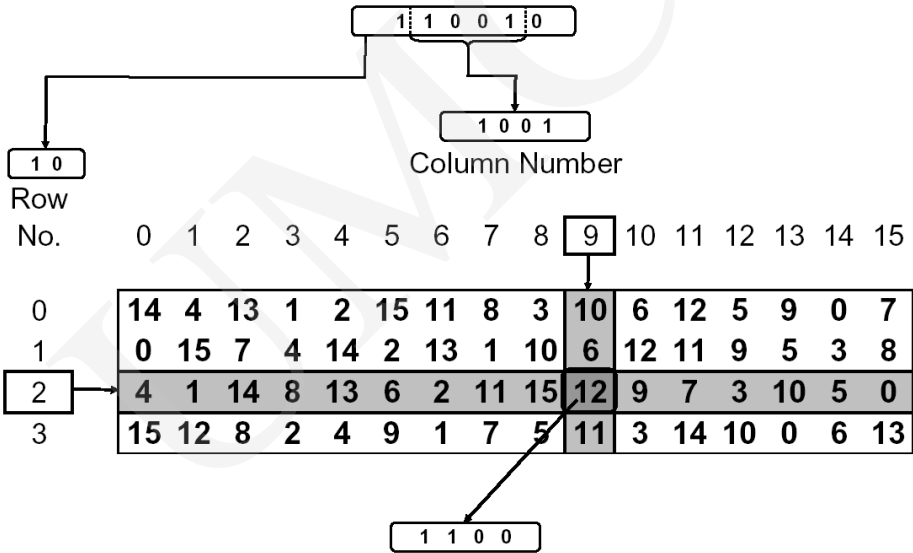 1 1 0 0 1 0
1 0 0 1
1 0
Column Number
Row
No. 0 1 2 3 4 5 6 7 8 9 10 11 12 13 14 15
0 14 4 13 1 2 15 11 8 3 10 6 12 5 9 0 7
1 0 15 7 4 14 2 13 1 10 6 12 11 9 5 3 8
2 4 1 14 8 13 6 2 11 15 12 9 7 3 10 5 0
3 15 12 8 2 4 9 1 7 5 11 3 14 10 0 6 13
1 1 0 0
UMC